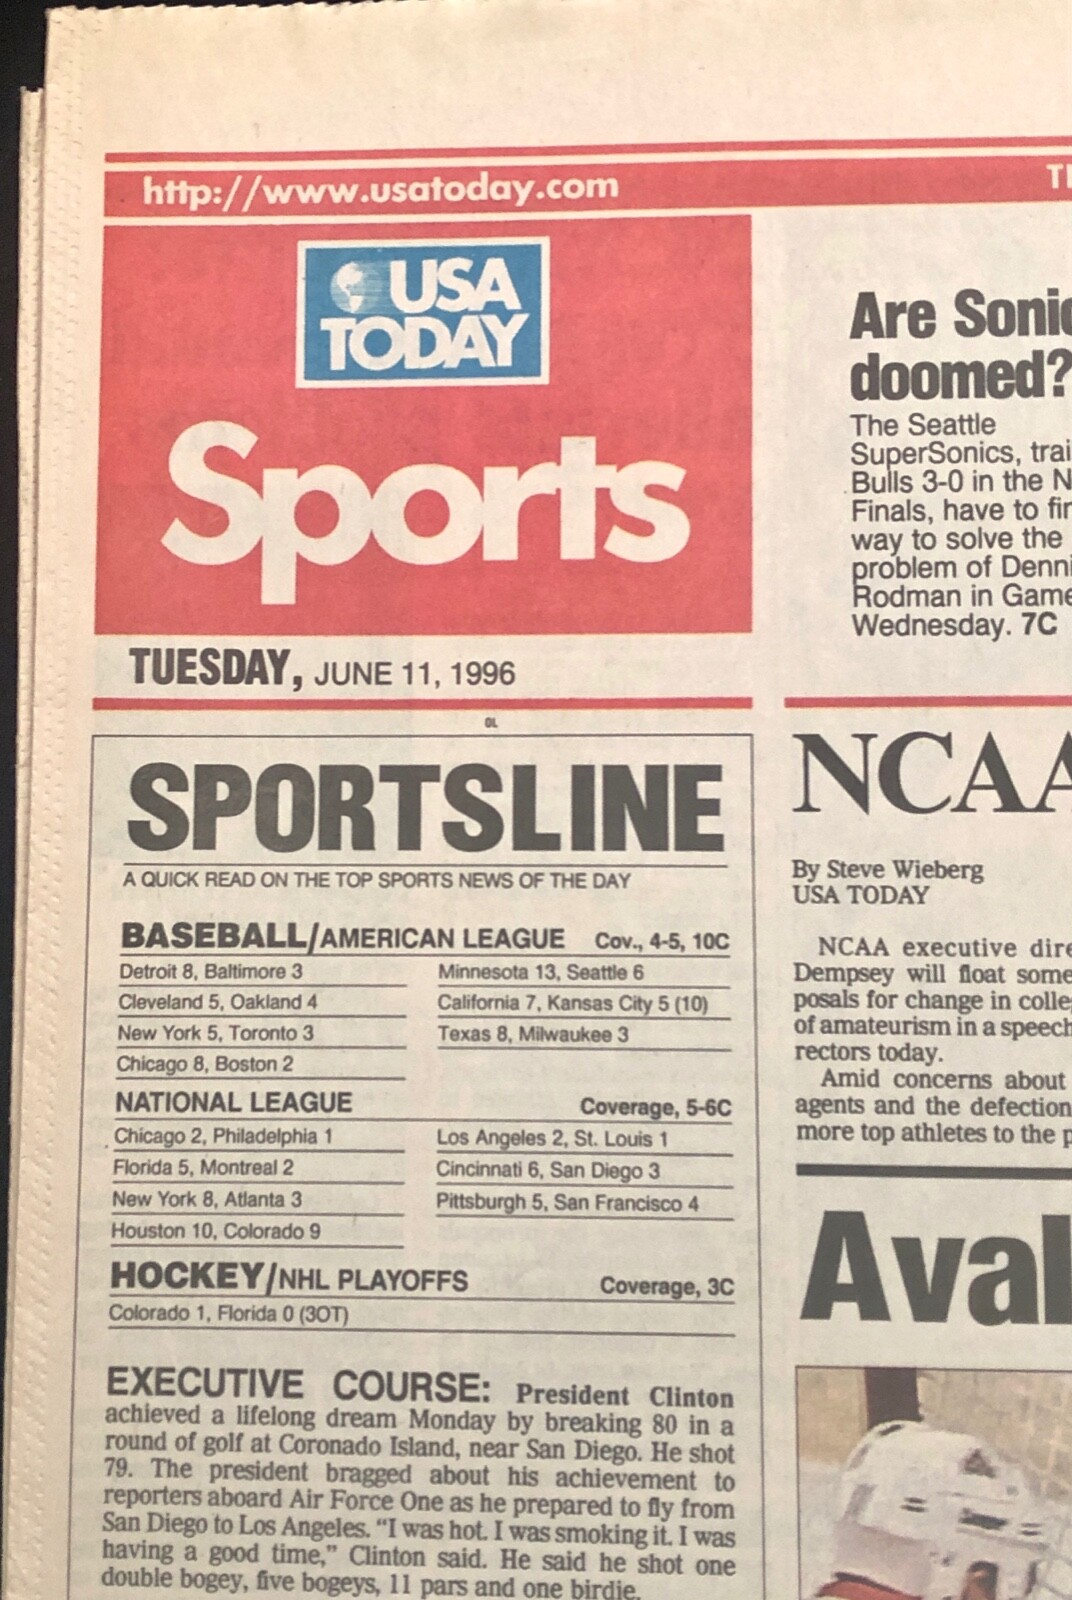 http://www.usatoday.com
USA
TODAY
Sports
TUESDAY, JUNE 11, 1996
Are
doomed?
The Seattle
SuperSonics,
Bulls 3-0 in the
Finals, have to
way to solve the
problem of
Rodman in
Wednesday. 7C
OL
SPORTSLINE
A QUICK READ ON THE TOP SPORTS NEWS OF THE DAY
BASEBALL/AMERICAN LEAGUE Cov., 4-5, 10C
Detroit 8, Baltimore 3 Minnesota 13, Seattle 6
Cleveland 5, Oakland 4 California 7, Kansas City 5 (10)
New York 5, Toronto 3 Texas 8, Milwaukee 3
Chicago 8, Boston 2
NATIONAL LEAGUE Coverage, 5-6C
Chicago 2, Philadelphia 1 Los Angeles 2, St. Louis 1
Florida 5, Montreal 2 Cincinnati 6, San Diego 3
New York 8, Atlanta 3 Pittsburgh 5, San Francisco 4
Houston 10, Colorado 9
HOCKEY/NHL PLAYOFFS Coverage, 3C
Colorado 1, Florida 0 (3OT)
EXECUTIVE COURSE: President Clinton
achieved a lifelong dream Monday by breaking 80 in a
round of golf at Coronado Island, near San Diego. He shot
79. The president bragged about his achievement to
reporters aboard Air Force One as he prepared to fly from
San Diego to Los Angeles. “I was hot. I was smoking it. I was
having a good time,” Clinton said. He said he shot one
double bogey, five bogeys, 11 pars and one birdie.
NCAA
By Steve Wieberg
USA TODAY
NCAA executive
Dempsey will float some
posals for change in
of amateurism in a speech
rectors today.
Amid concerns about
agents and the defection
more top athletes to the